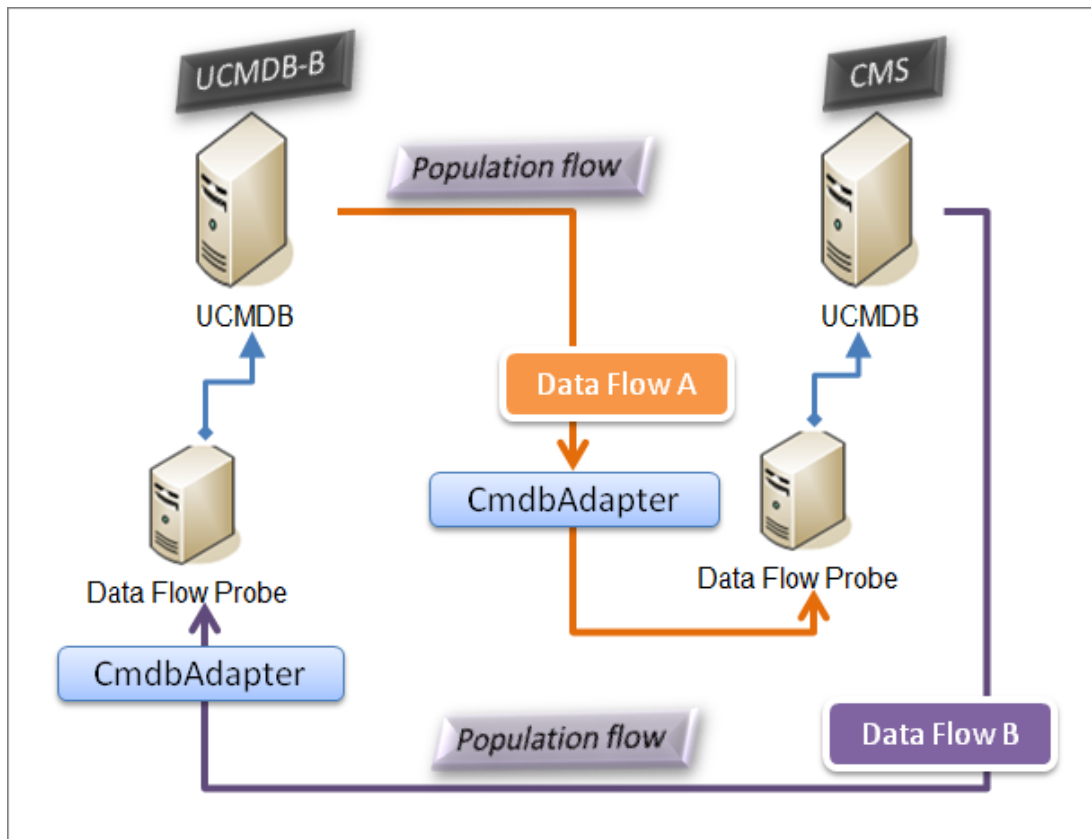 UCMDB-B
CMS
Population flow
UCMDB
UCMDB
Data Flow A
CmdbAdapter
Data Flow Probe
Data Flow Probe
CmdbAdapter
Population flow
Data Flow B